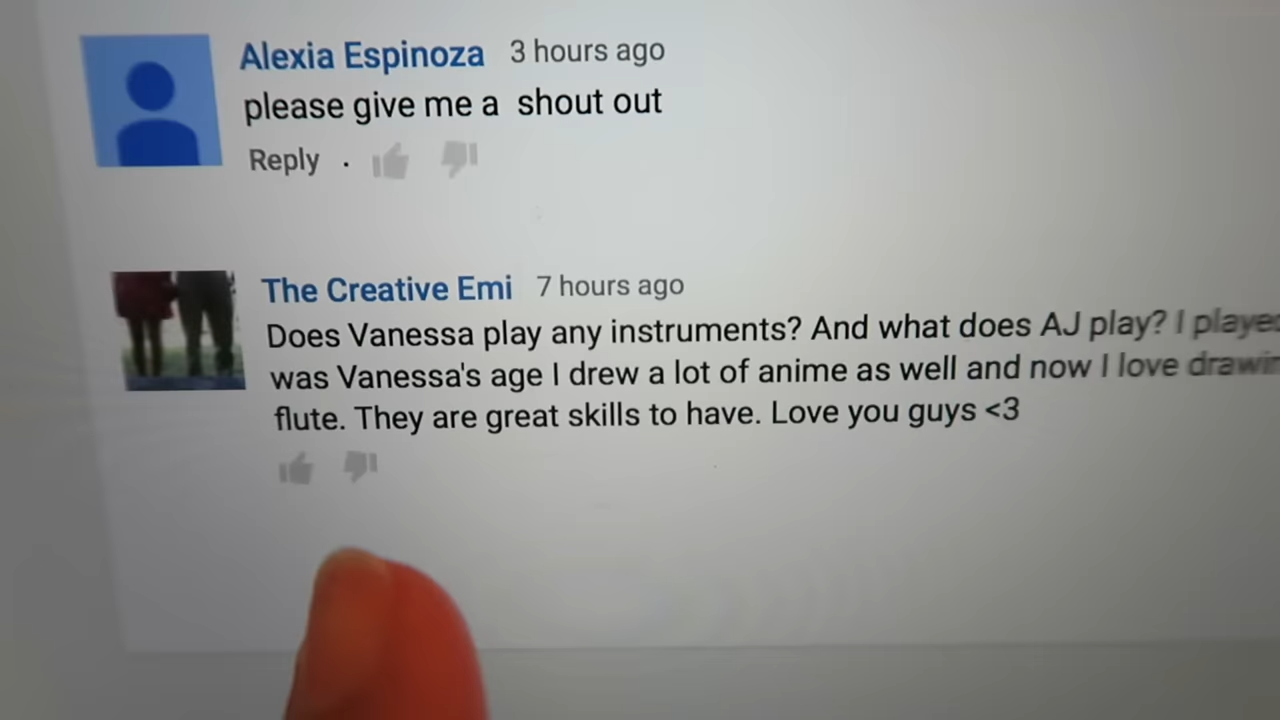 Alexia Espinoza 3 hours ago
please give me a shout out
Reply ·
The Creative Emi 7 hours ago
Does Vanessa play any instruments? And what does AJ play? I
was Vanessa's age I drew a lot of anime as well and now I love
flute. They are great skills to have. Love you guys <3